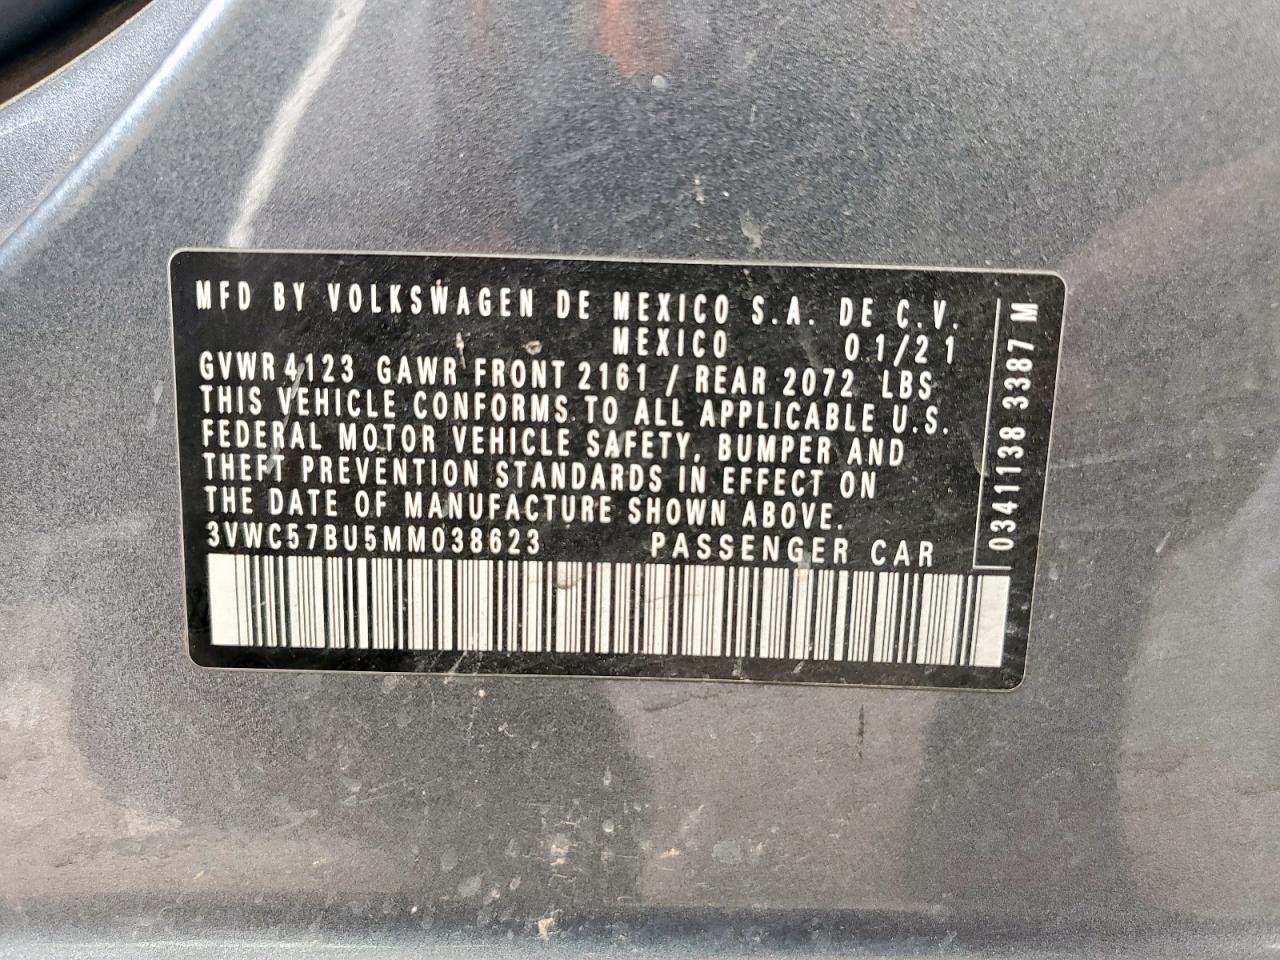 MFD BY VOLKSWAGEN DE MEXICO S.A. DE C.V.
MEXICO 01/21
GVWR 4123 GAWR FRONT 2161 / REAR 2072 LBS
THIS VEHICLE CONFORMS TO ALL APPLICABLE U.S.
FEDERAL MOTOR VEHICLE SAFETY, BUMPER AND
THEFT PREVENTION STANDARDS IN EFFECT ON
THE DATE OF MANUFACTURE SHOWN ABOVE.
3VWC57BU5MM038623 PASSENGER CAR
0341138 3387 M